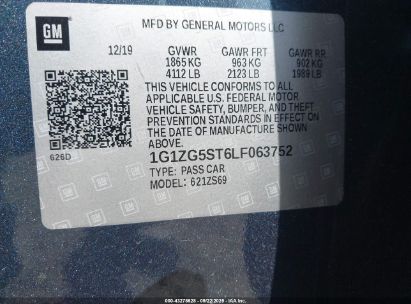 GM
MFD BY GENERAL MOTORS LLC
12/19 GVWR GAWR FRT GAWR RR
1865 KG 963 KG 902 KG
4112 LB 2123 LB 1989 LB
THIS VEHICLE CONFORMS TO ALL
APPLICABLE U.S. FEDERAL MOTOR
VEHICLE SAFETY, BUMPER, AND THEFT
PREVENTION STANDARDS IN EFFECT
ON THE DATE OF MANUFACTURE SHOWN
ABOVE.
626D
1G1ZG5ST6LF063752
TYPE: PASS CAR
MODEL: 621ZS69